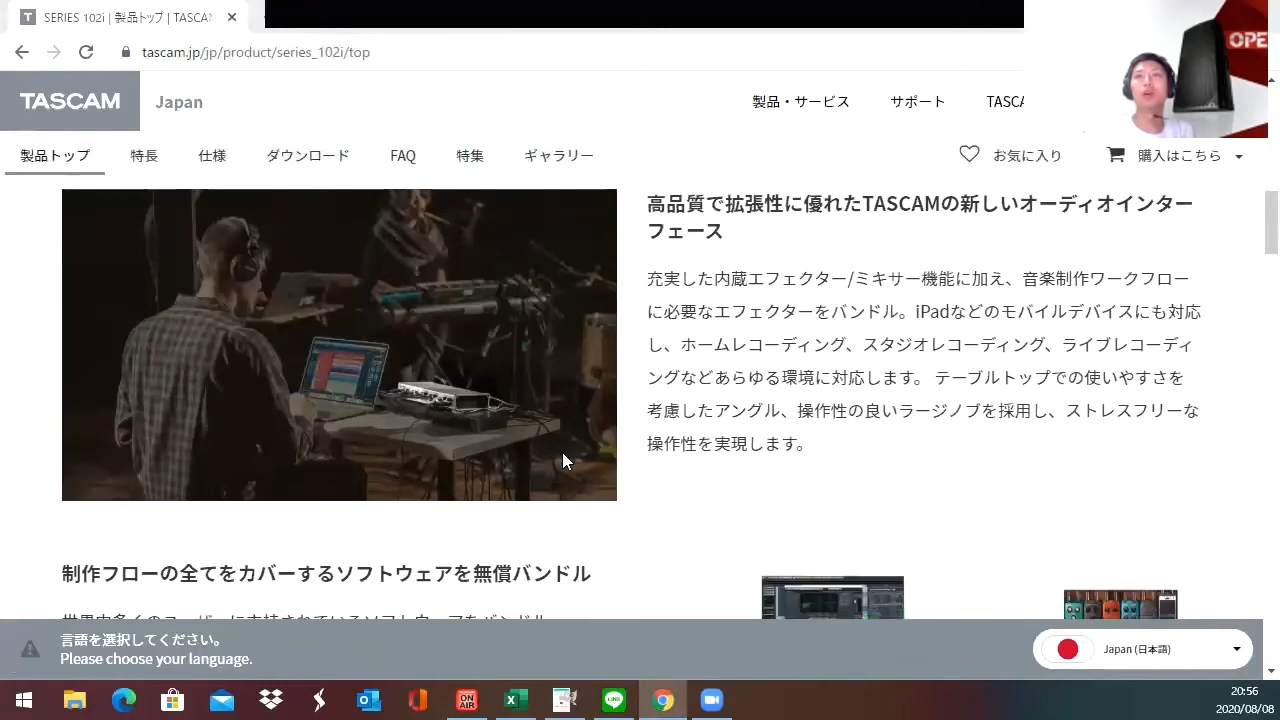 SERIES 102i | 製品トップ | TASCAM
tascam.jp/jp/product/series_102i/top
OPE
TASCAM
Japan
製品・サービス
サポート
TASCA
製品トップ
特長
仕様
ダウンロード
FAQ
特集
ギャラリー
お気に入り
購入はこちら
高品質で拡張性に優れたTASCAMの新しいオーディオインター
フェース
充実した内蔵エフェクター/ミキサー機能に加え、音楽制作ワークフロー
に必要なエフェクターをバンドル。iPadなどのモバイルデバイスにも対応
し、ホームレコーディング、スタジオレコーディング、ライブレコーディ
ングなどあらゆる環境に対応します。 テーブルトップでの使いやすさを
考慮したアングル、操作性の良いラージノブを採用し、ストレスフリーな
操作性を実現します。
制作フローの全てをカバーするソフトウェアを無償バンドル
言語を選択してください。
Please choose your language.
Japan (日本語)
ON AIR
LINE
20:56
2020/08/08